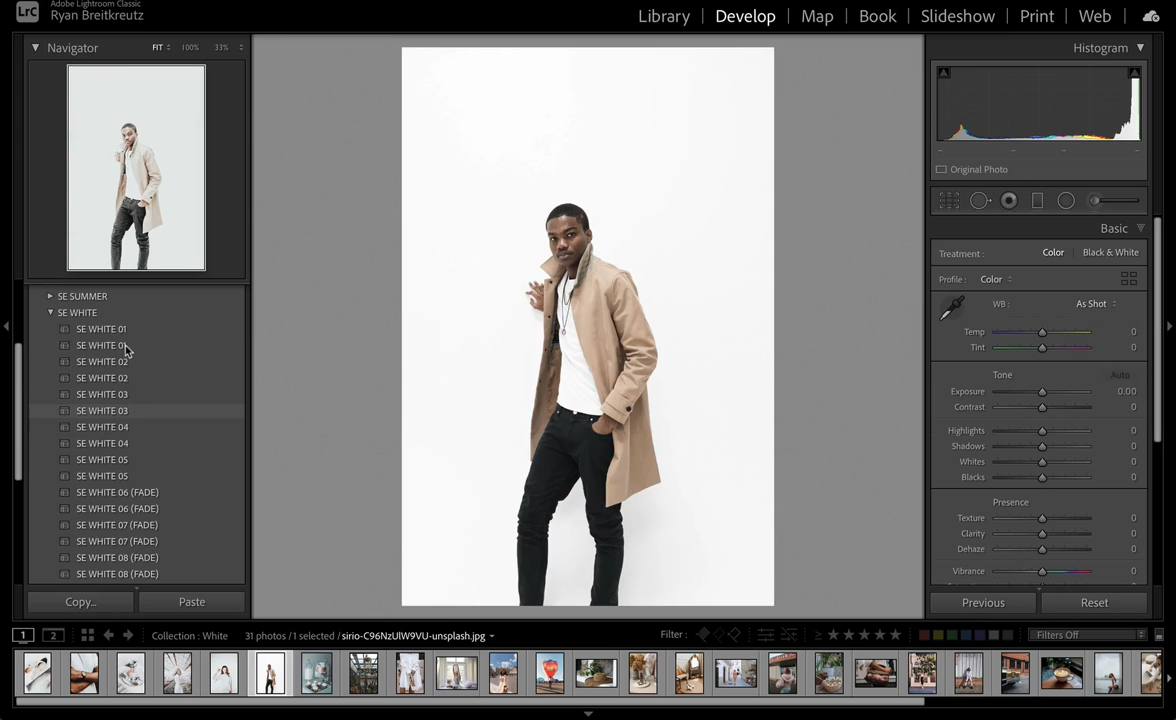 LrC
Adobe Lightroom Classic
Ryan Breitkreutz
Library | Develop | Map | Book | Slideshow | Print | Web
Navigator FIT 100% 33%
SE SUMMER
SE WHITE
SE WHITE 01
SE WHITE 01
SE WHITE 02
SE WHITE 02
SE WHITE 03
SE WHITE 03
SE WHITE 04
SE WHITE 04
SE WHITE 05
SE WHITE 05
SE WHITE 06 (FADE)
SE WHITE 06 (FADE)
SE WHITE 07 (FADE)
SE WHITE 07 (FADE)
SE WHITE 08 (FADE)
SE WHITE 08 (FADE)
Copy... Paste
Histogram
Original Photo
Basic
Treatment : Color | Black & White
Profile : Color
WB : As Shot
Temp 0
Tint 0
Tone Auto
Exposure 0.00
Contrast 0
Highlights 0
Shadows 0
Whites 0
Blacks 0
Presence
Texture 0
Clarity 0
Dehaze 0
Vibrance 0
Previous Reset
1 2 Collection : White 31 photos / 1 selected / sirio-C96NzUlW9VU-unsplash.jpg Filter : Filters Off